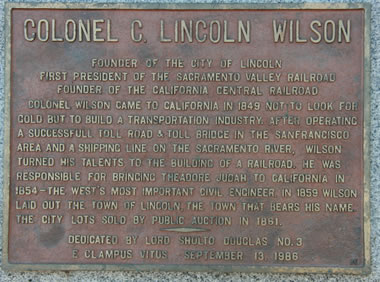 COLONEL C. LINCOLN WILSON
FOUNDER OF THE CITY OF LINCOLN
FIRST PRESIDENT OF THE SACRAMENTO VALLEY RAILROAD
FOUNDER OF THE CALIFORNIA CENTRAL RAILROAD
COLONEL WILSON CAME TO CALIFORNIA IN 1849 NOT TO LOOK FOR
GOLD BUT TO BUILD A TRANSPORTATION INDUSTRY. AFTER OPERATING
A SUCCESSFULL TOLL ROAD & TOLL BRIDGE IN THE SANFRANCISCO
AREA AND A SHIPPING LINE ON THE SACRAMENTO RIVER, WILSON
TURNED HIS TALENTS TO THE BUILDING OF A RAILROAD. HE WAS
RESPONSIBLE FOR BRINGING THEADORE JUDAH TO CALIFORNIA IN
1854-THE WEST'S MOST IMPORTANT CIVIL ENGINEER IN 1859 WILSON
LAID OUT THE TOWN OF LINCOLN THE TOWN THAT BEARS HIS NAME
THE CITY LOTS SOLD BY PUBLIC AUCTION IN 1861.
DEDICATED BY LORD SHOLTO DOUGLAS NO. 3
E CLAMPUS VITUS SEPTEMBER 13 1986